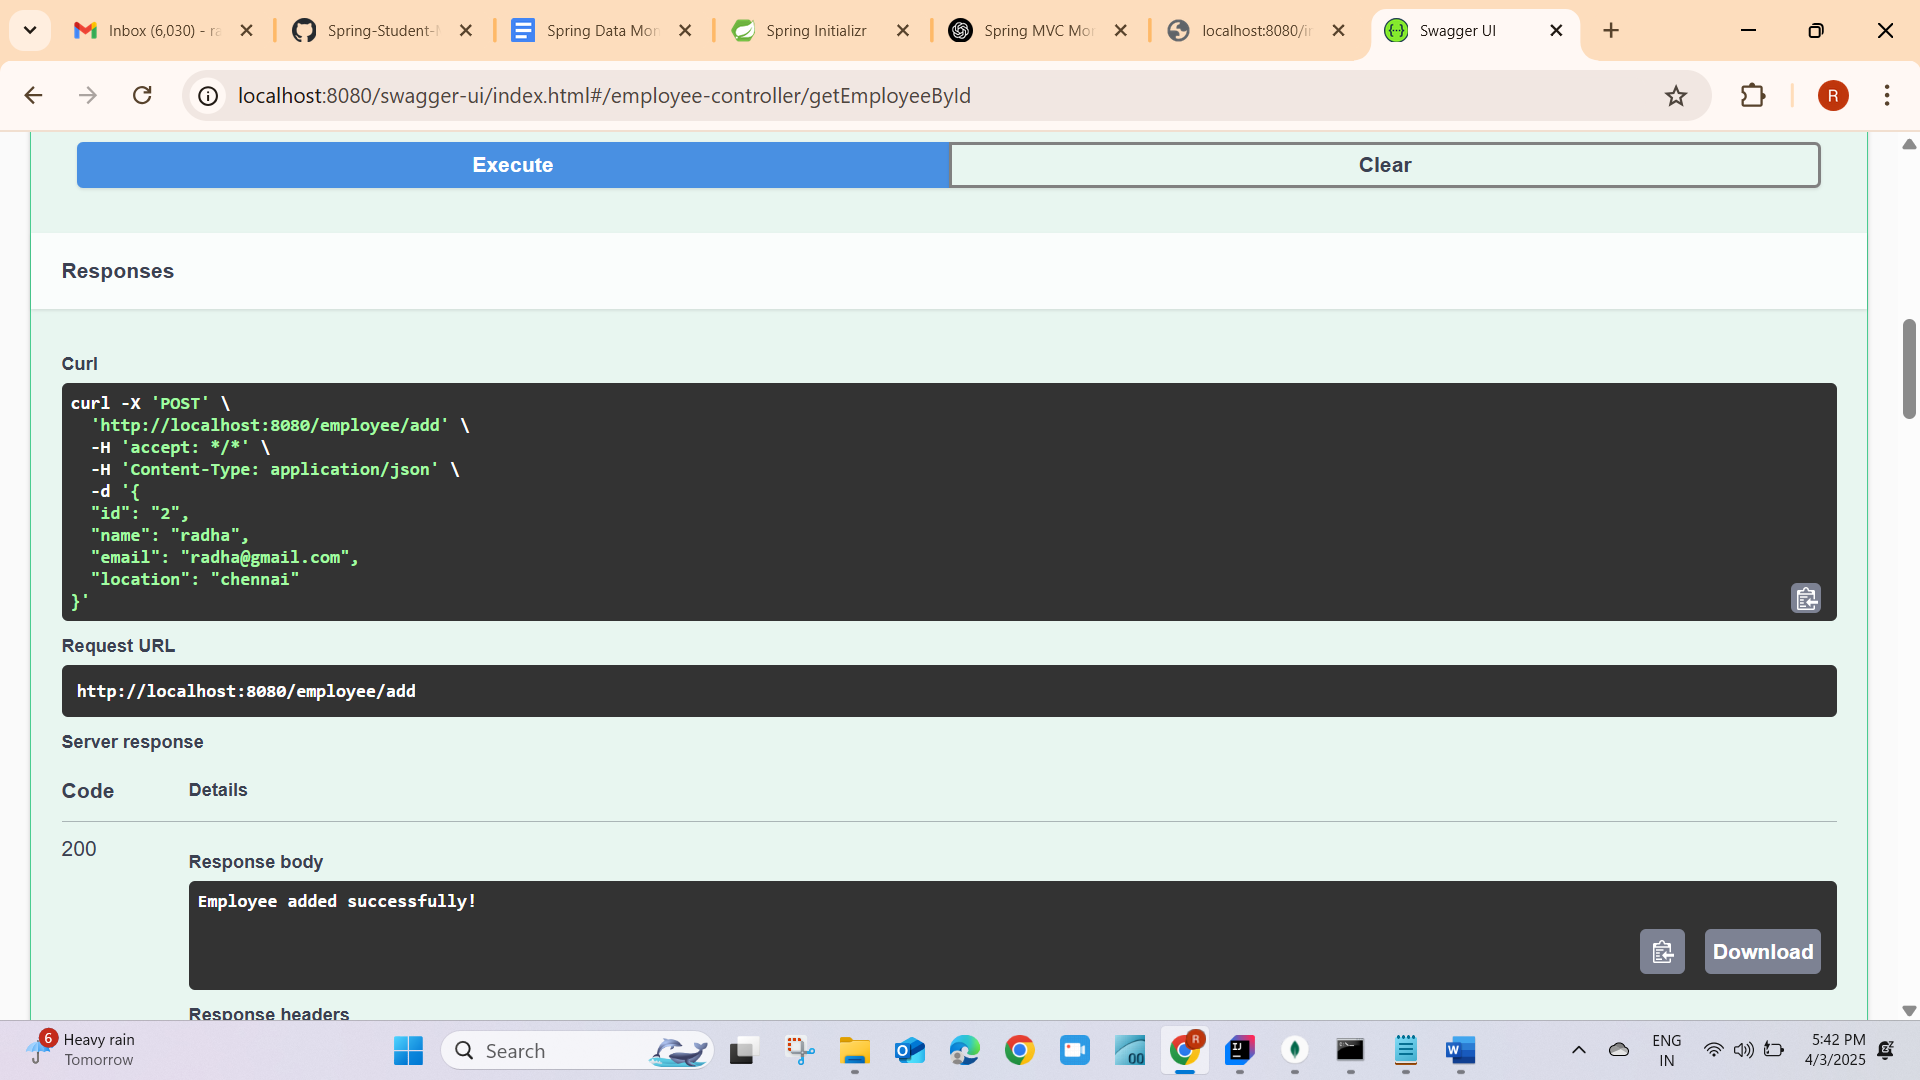 Inbox (6,030) - ra
Spring-Student-M
Spring Data Mon
Spring Initializr
Spring MVC Mon
localhost:8080/in
Swagger UI
localhost:8080/swagger-ui/index.html#/employee-controller/getEmployeeById
R
Execute
Clear
Responses
Curl
curl -X 'POST' \
'http://localhost:8080/employee/add' \
-H 'accept: */*' \
-H 'Content-Type: application/json' \
-d '{
"id": "2",
"name": "radha",
"email": "radha@gmail.com",
"location": "chennai"
}'
Request URL
http://localhost:8080/employee/add
Server response
Code Details
200
Response body
Employee added successfully!
Download
Response headers
6
Heavy rain
Tomorrow
Search
00
R
ENG
IN
5:42 PM
4/3/2025